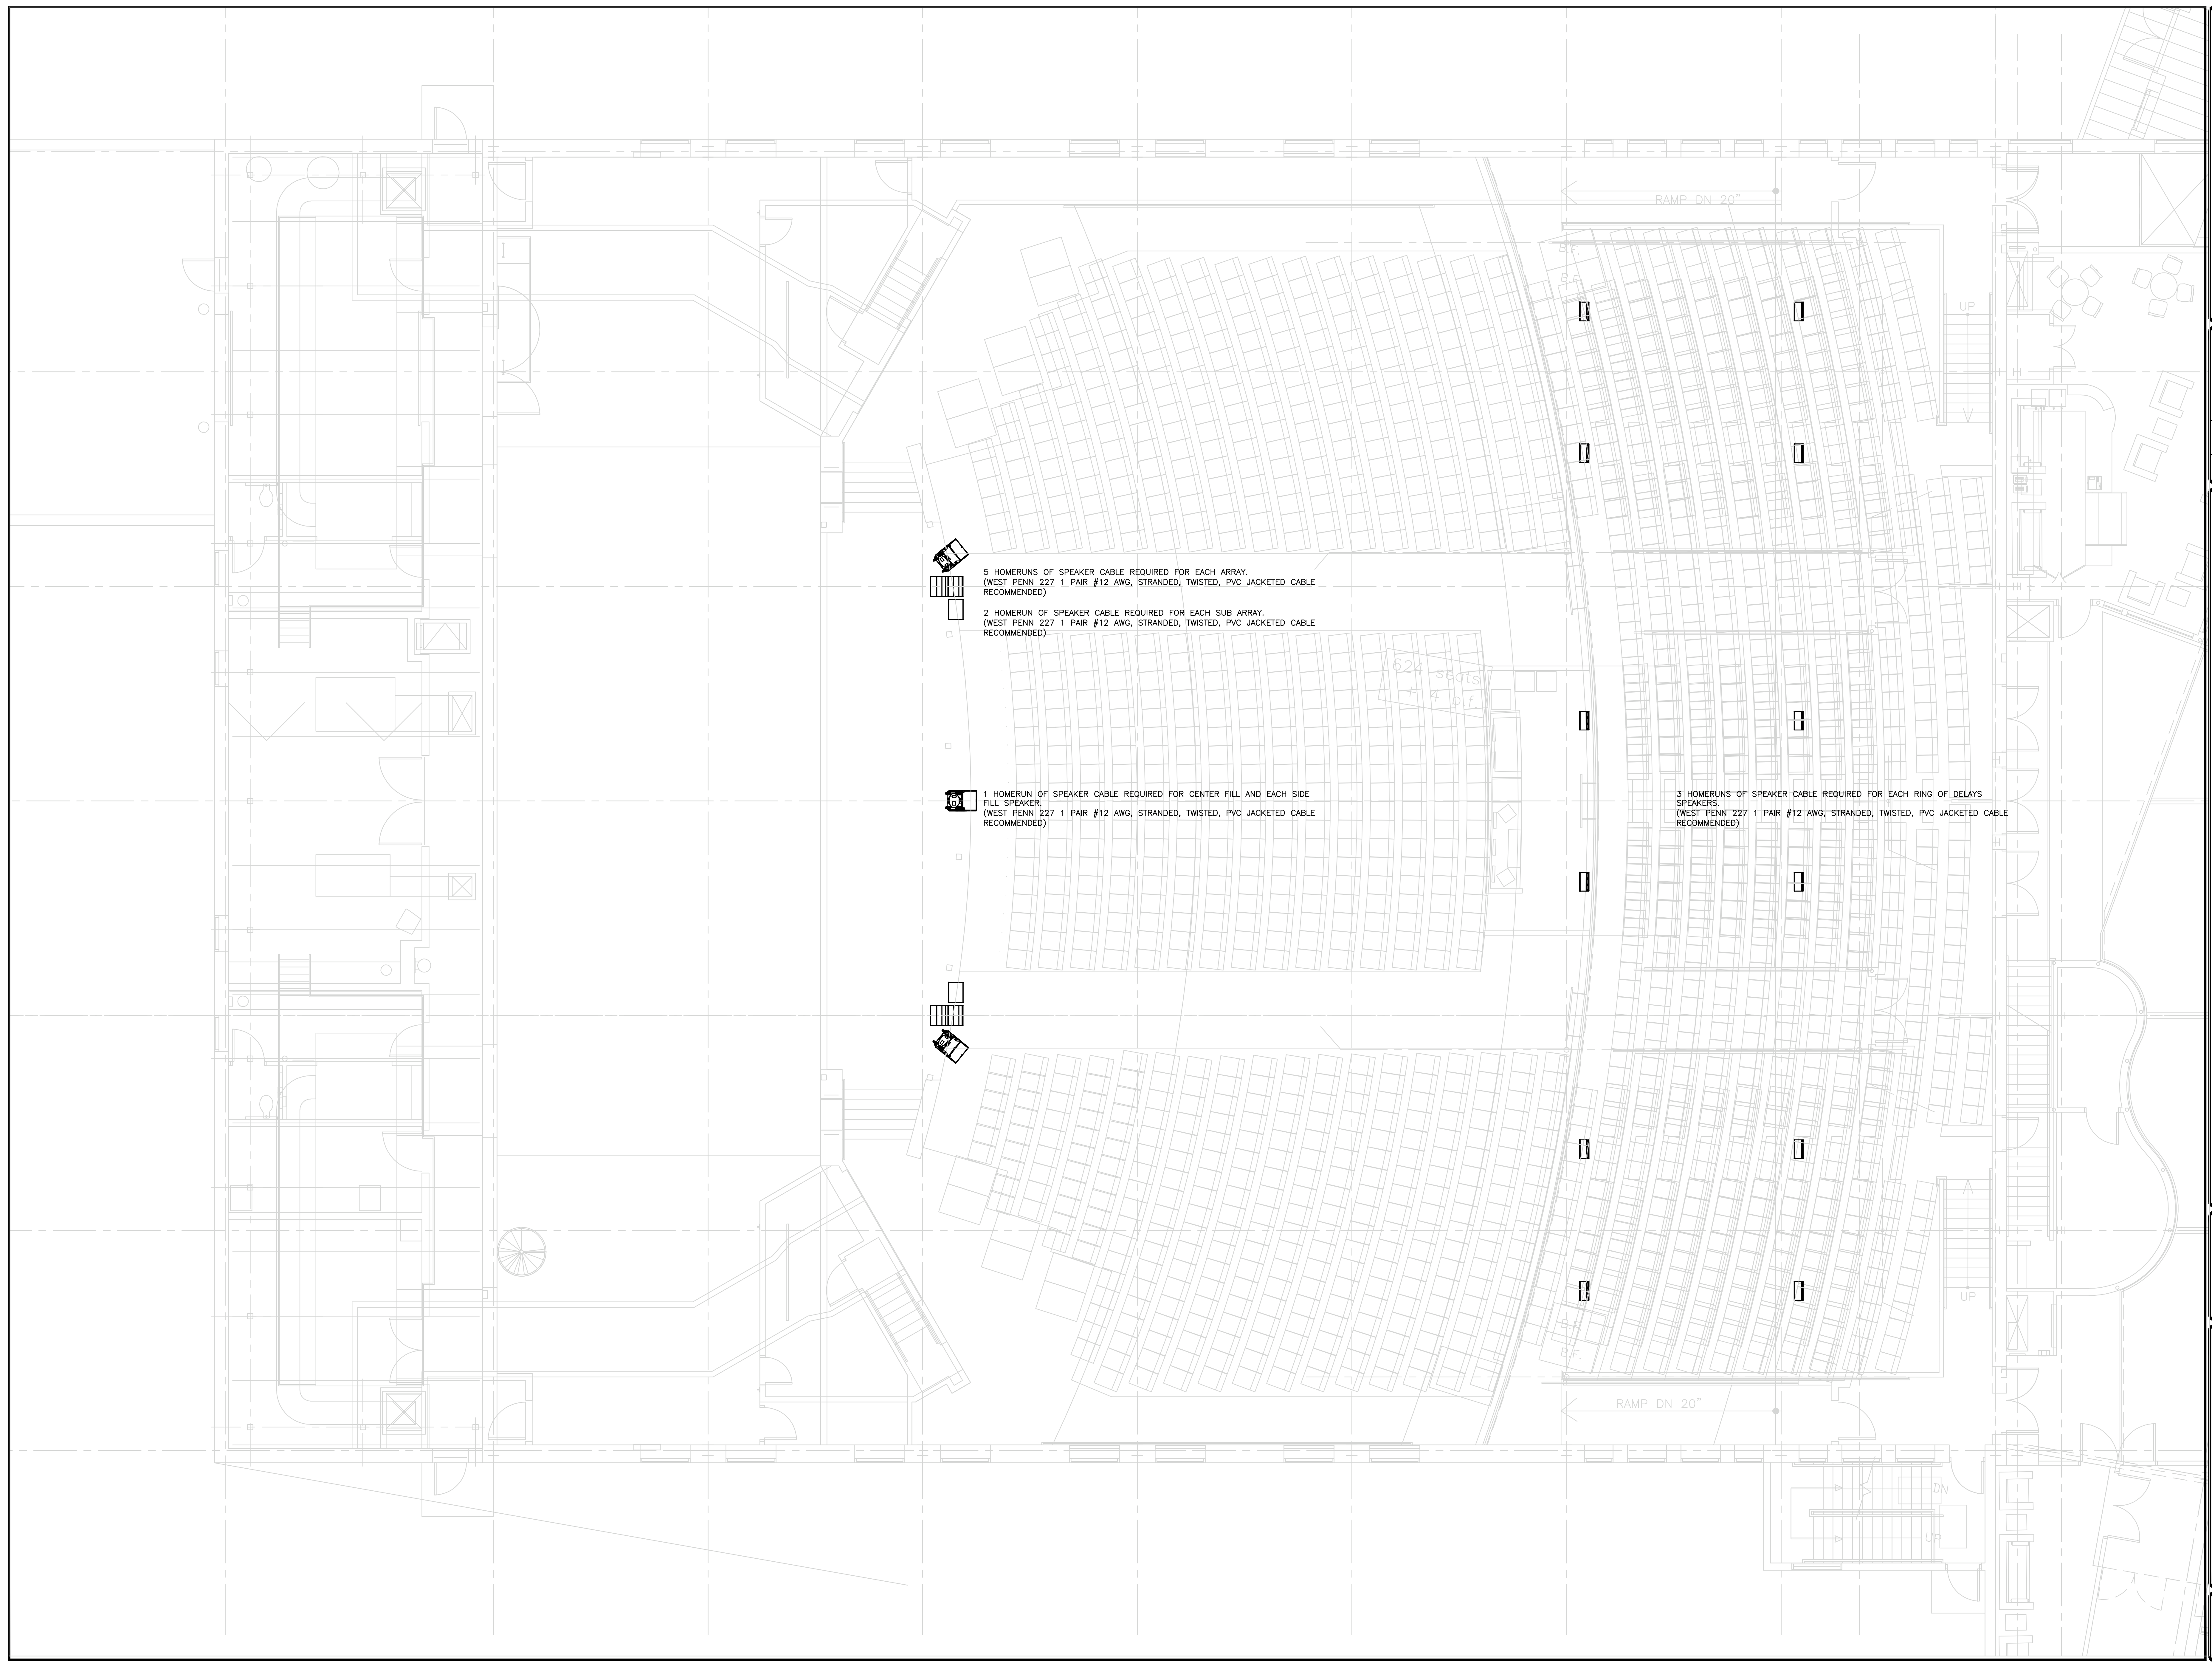 RAMP DN 20"
B.F.
B.F.
UP
5 HOMERUNS OF SPEAKER CABLE REQUIRED FOR EACH ARRAY.
(WEST PENN 227 1 PAIR #12 AWG, STRANDED, TWISTED, PVC JACKETED CABLE
RECOMMENDED)
2 HOMERUN OF SPEAKER CABLE REQUIRED FOR EACH SUB ARRAY.
(WEST PENN 227 1 PAIR #12 AWG, STRANDED, TWISTED, PVC JACKETED CABLE
RECOMMENDED)
624 seats
+ 4 b.f.
1 HOMERUN OF SPEAKER CABLE REQUIRED FOR CENTER FILL AND EACH SIDE
FILL SPEAKER.
(WEST PENN 227 1 PAIR #12 AWG, STRANDED, TWISTED, PVC JACKETED CABLE
RECOMMENDED)
3 HOMERUNS OF SPEAKER CABLE REQUIRED FOR EACH RING OF DELAYS
SPEAKERS.
(WEST PENN 227 1 PAIR #12 AWG, STRANDED, TWISTED, PVC JACKETED CABLE
RECOMMENDED)
UP
B.F.
B.F.
RAMP DN 20"
DN
UP